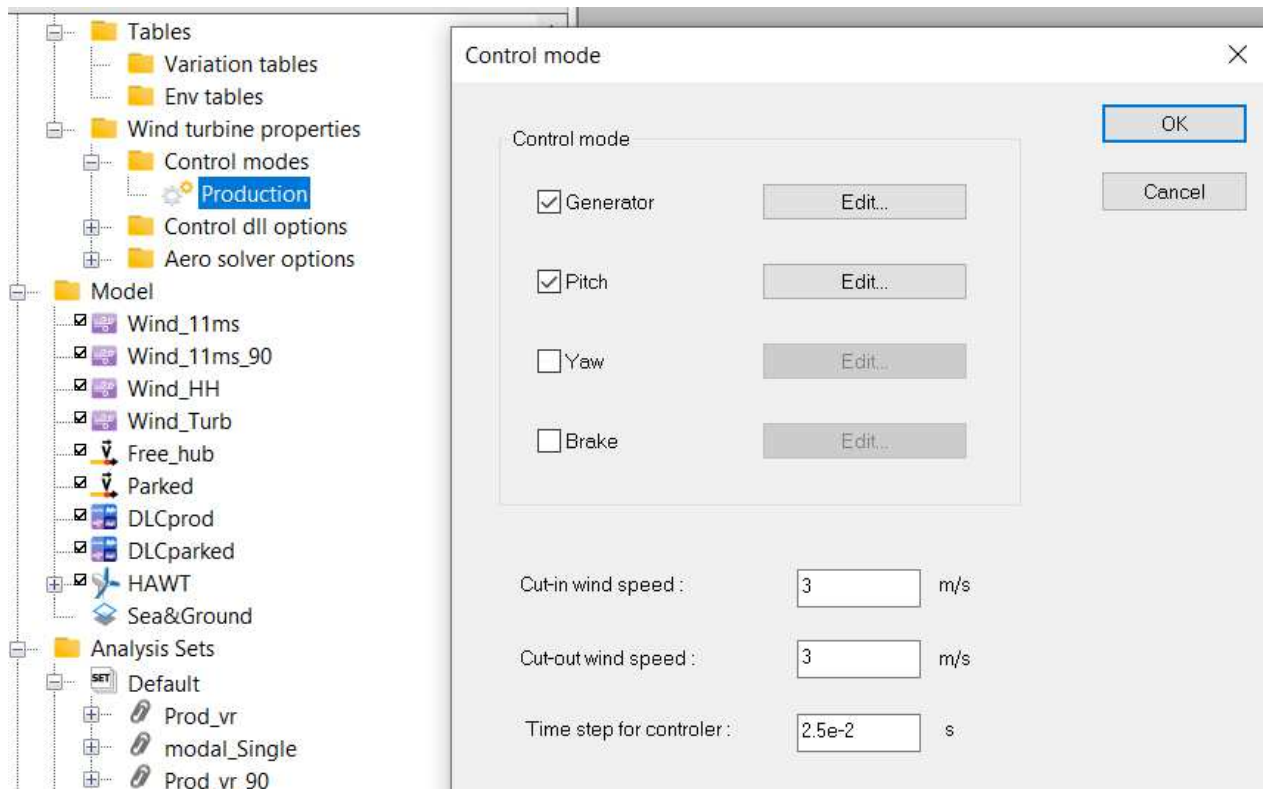 Tables
Variation tables
Env tables
Wind turbine properties
Control modes
Production
Control dll options
Aero solver options
Model
Wind_11ms
Wind_11ms_90
Wind_HH
Wind_Turb
Free_hub
Parked
DLCprod
DLCparked
HAWT
Sea&Ground
Analysis Sets
SET Default
Prod_vr
modal_Single
Prod_vr_90
Control mode
OK
Cancel
Control mode
Generator Edit...
Pitch Edit...
Yaw Edit...
Brake Edit...
Cut-in wind speed : 3 m/s
Cut-out wind speed : 3 m/s
Time step for controler : 2.5e-2 s